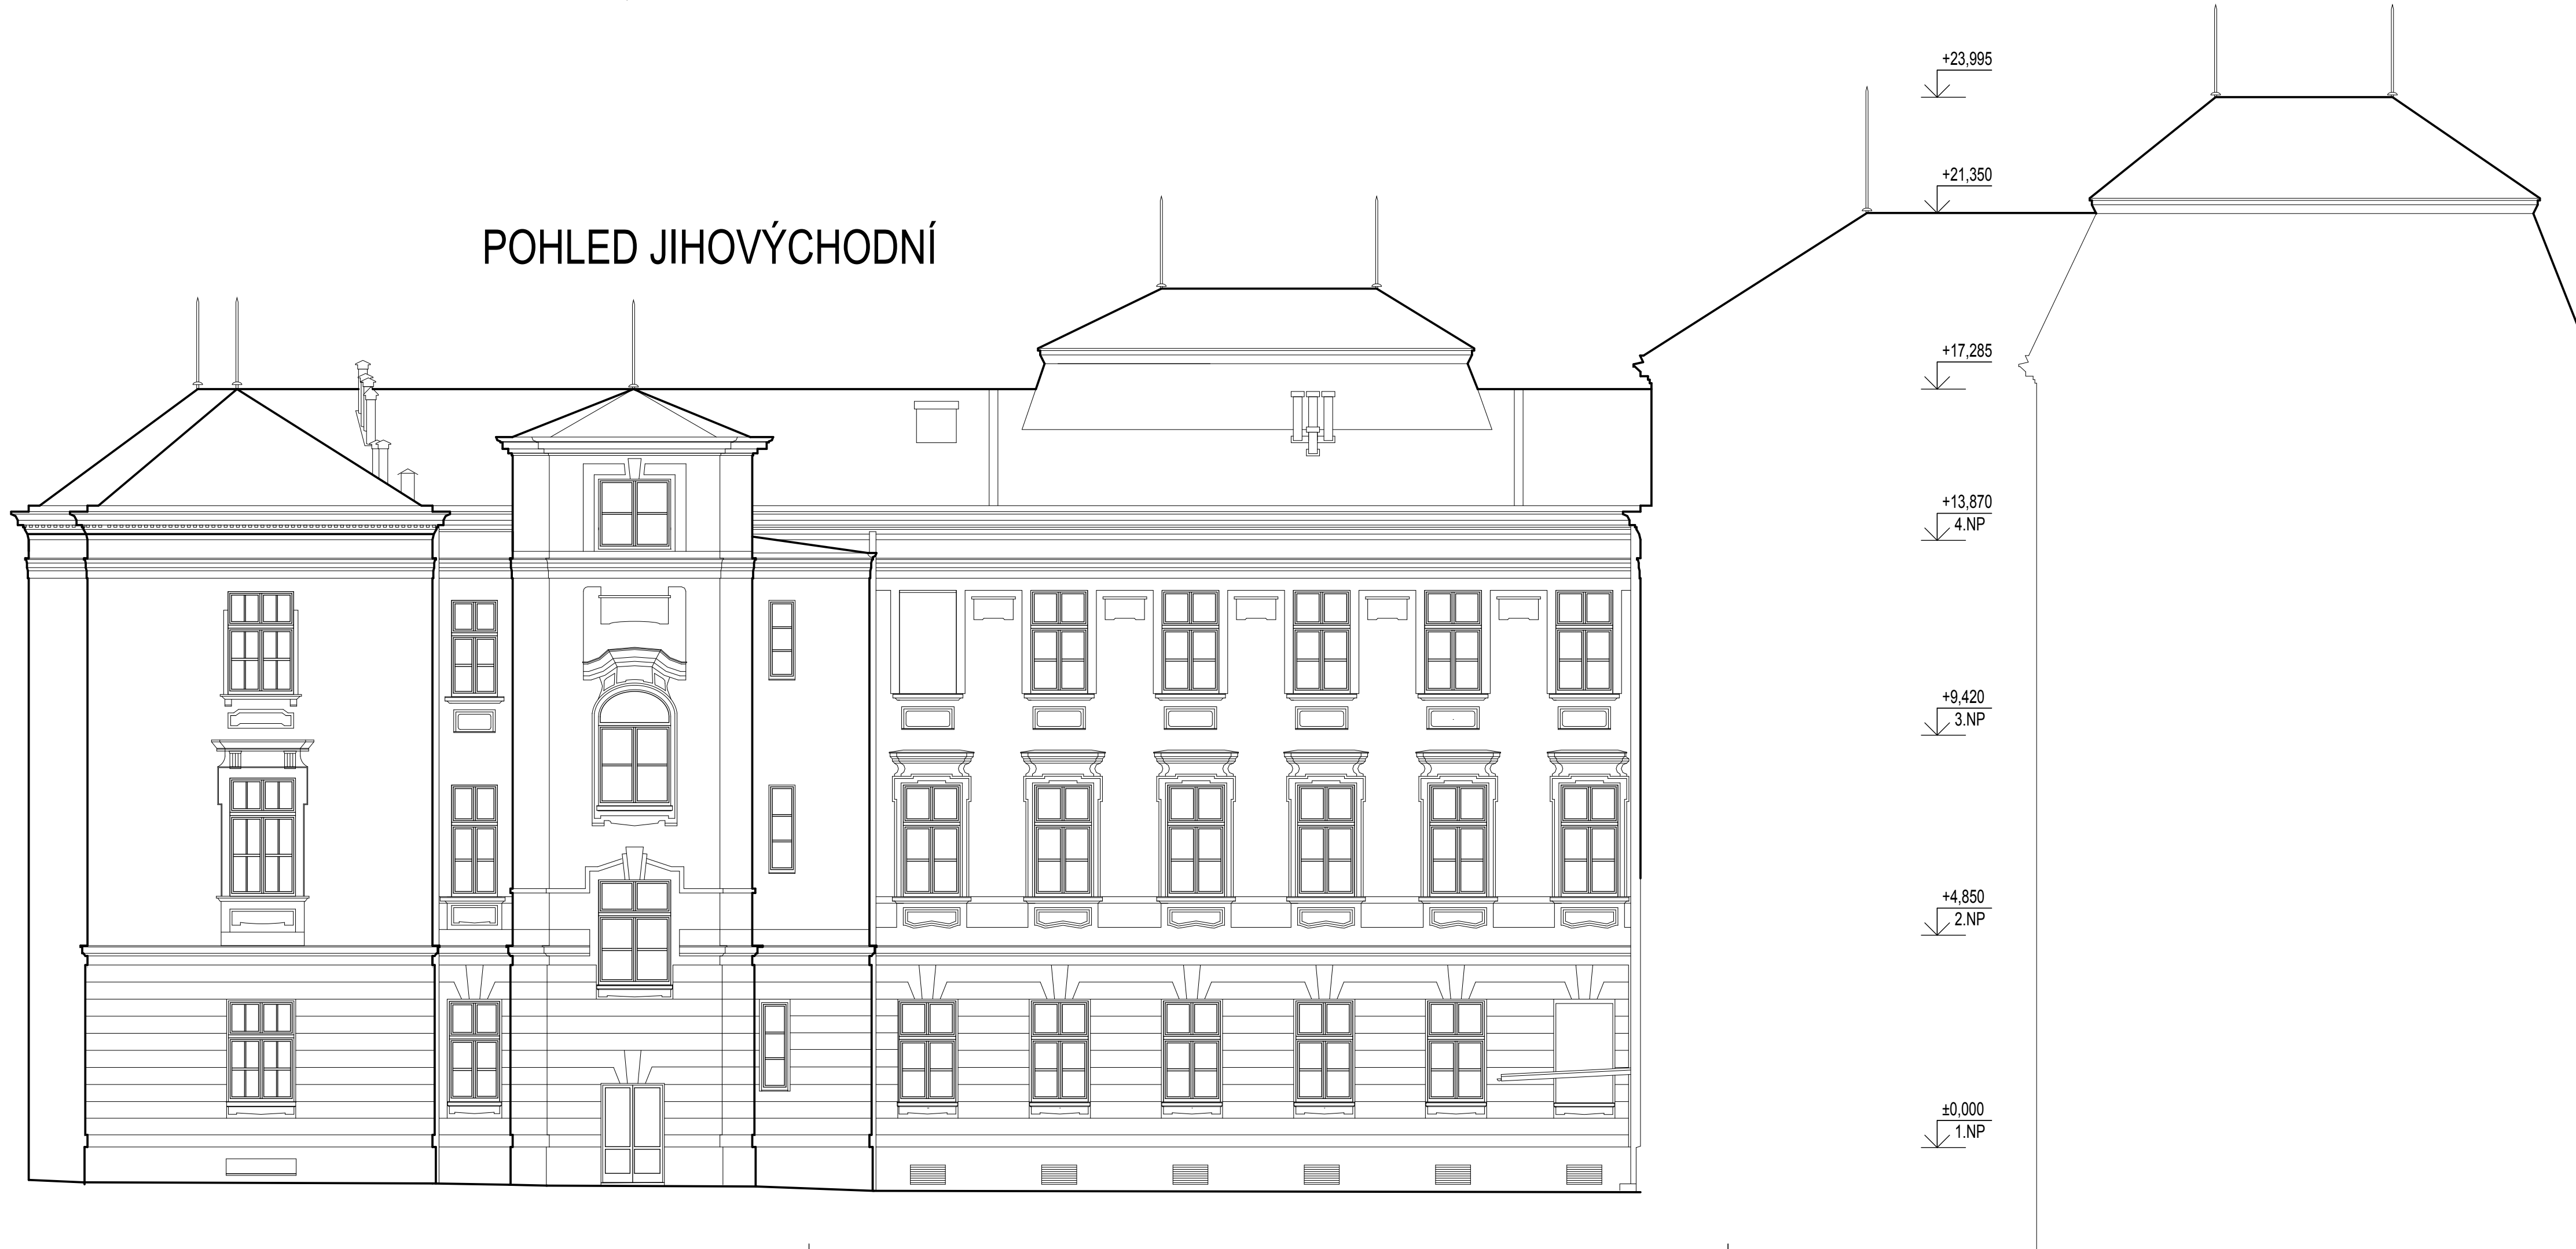 +23,995
+21,350
POHLED JIHOVÝCHODNÍ
+17,285
+13,870
4.NP
+9,420
3.NP
+4,850
2.NP
±0,000
1.NP